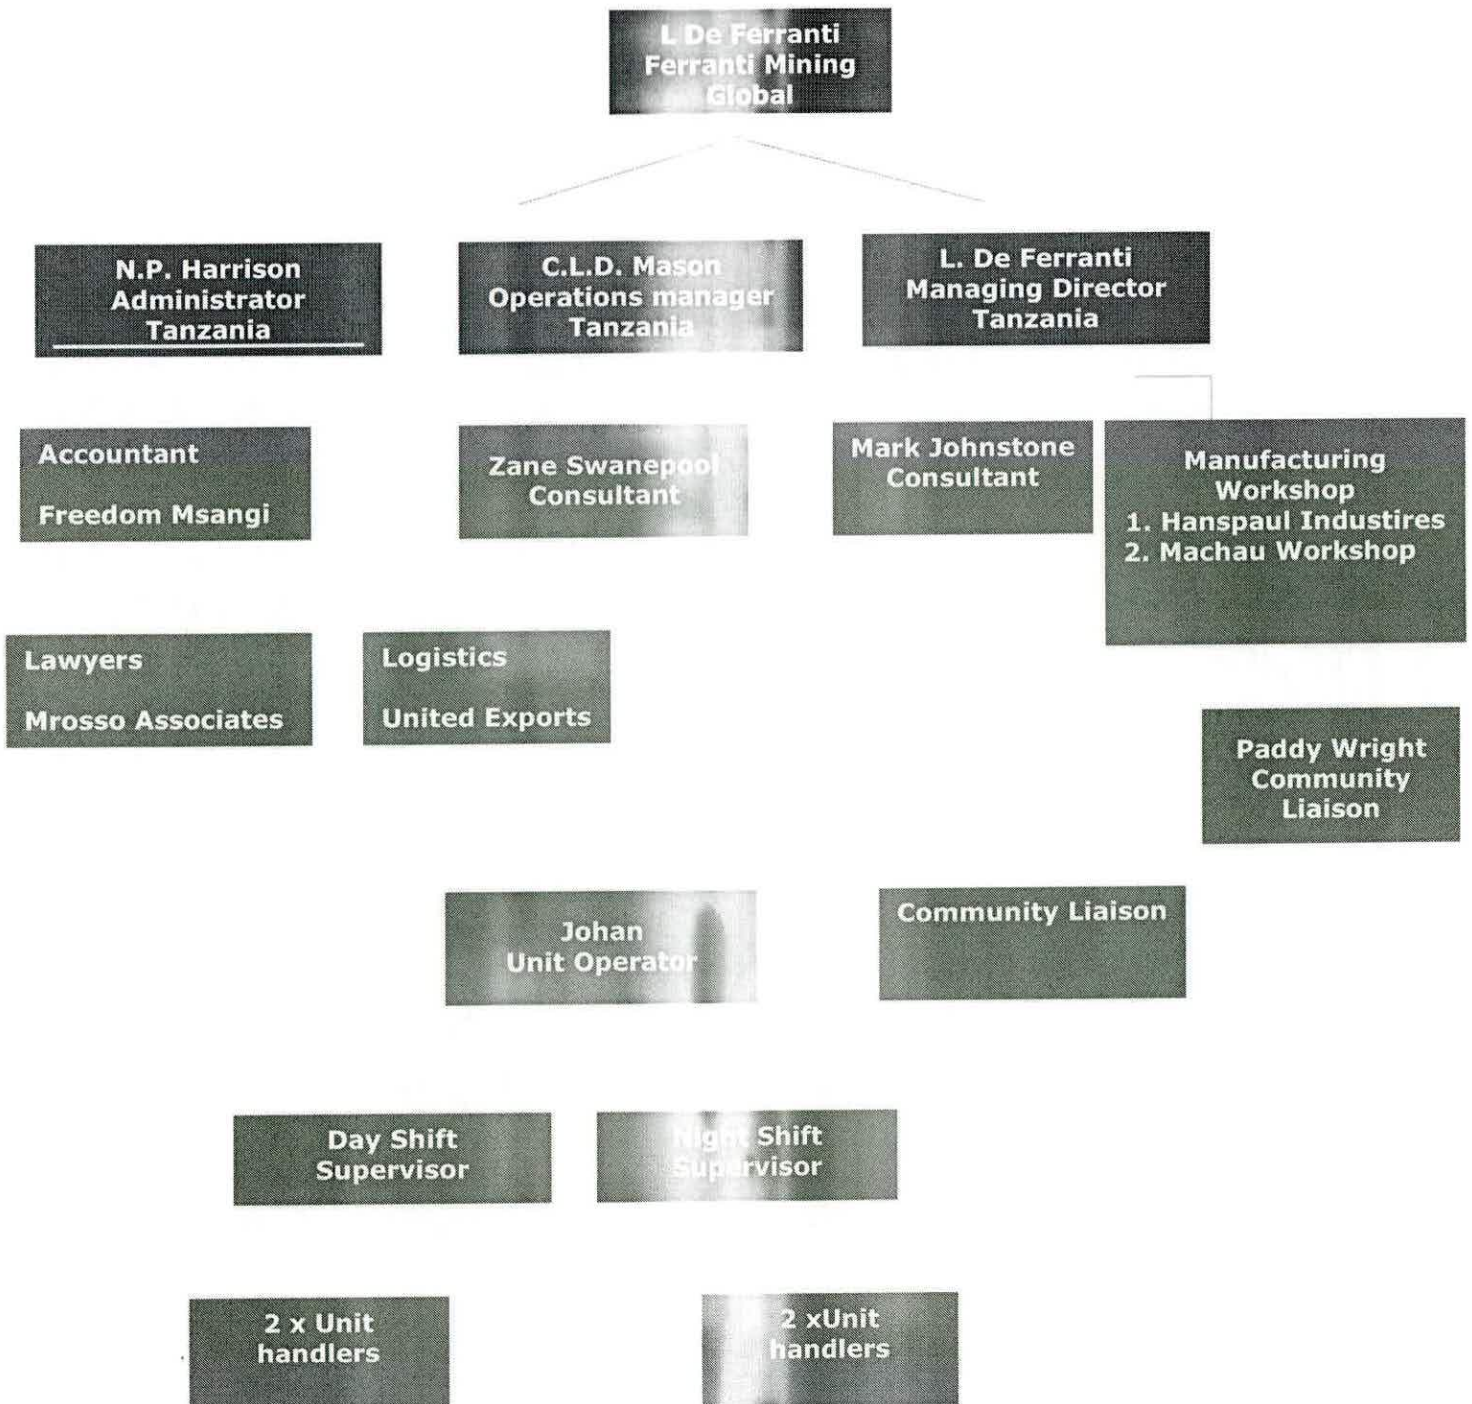 L De Ferranti
Ferranti Mining
Global
N.P. Harrison
Administrator
Tanzania
C.L.D. Mason
Operations manager
Tanzania
L. De Ferranti
Managing Director
Tanzania
Accountant
Freedom Msangi
Zane Swanepool
Consultant
Mark Johnstone
Consultant
Manufacturing
Workshop
1. Hanspaul Industires
2. Machau Workshop
Lawyers
Mrosso Associates
Logistics
United Exports
Paddy Wright
Community
Liaison
Johan
Unit Operator
Community Liaison
Day Shift
Supervisor
Night Shift
Supervisor
2 x Unit
handlers
2 xUnit
handlers